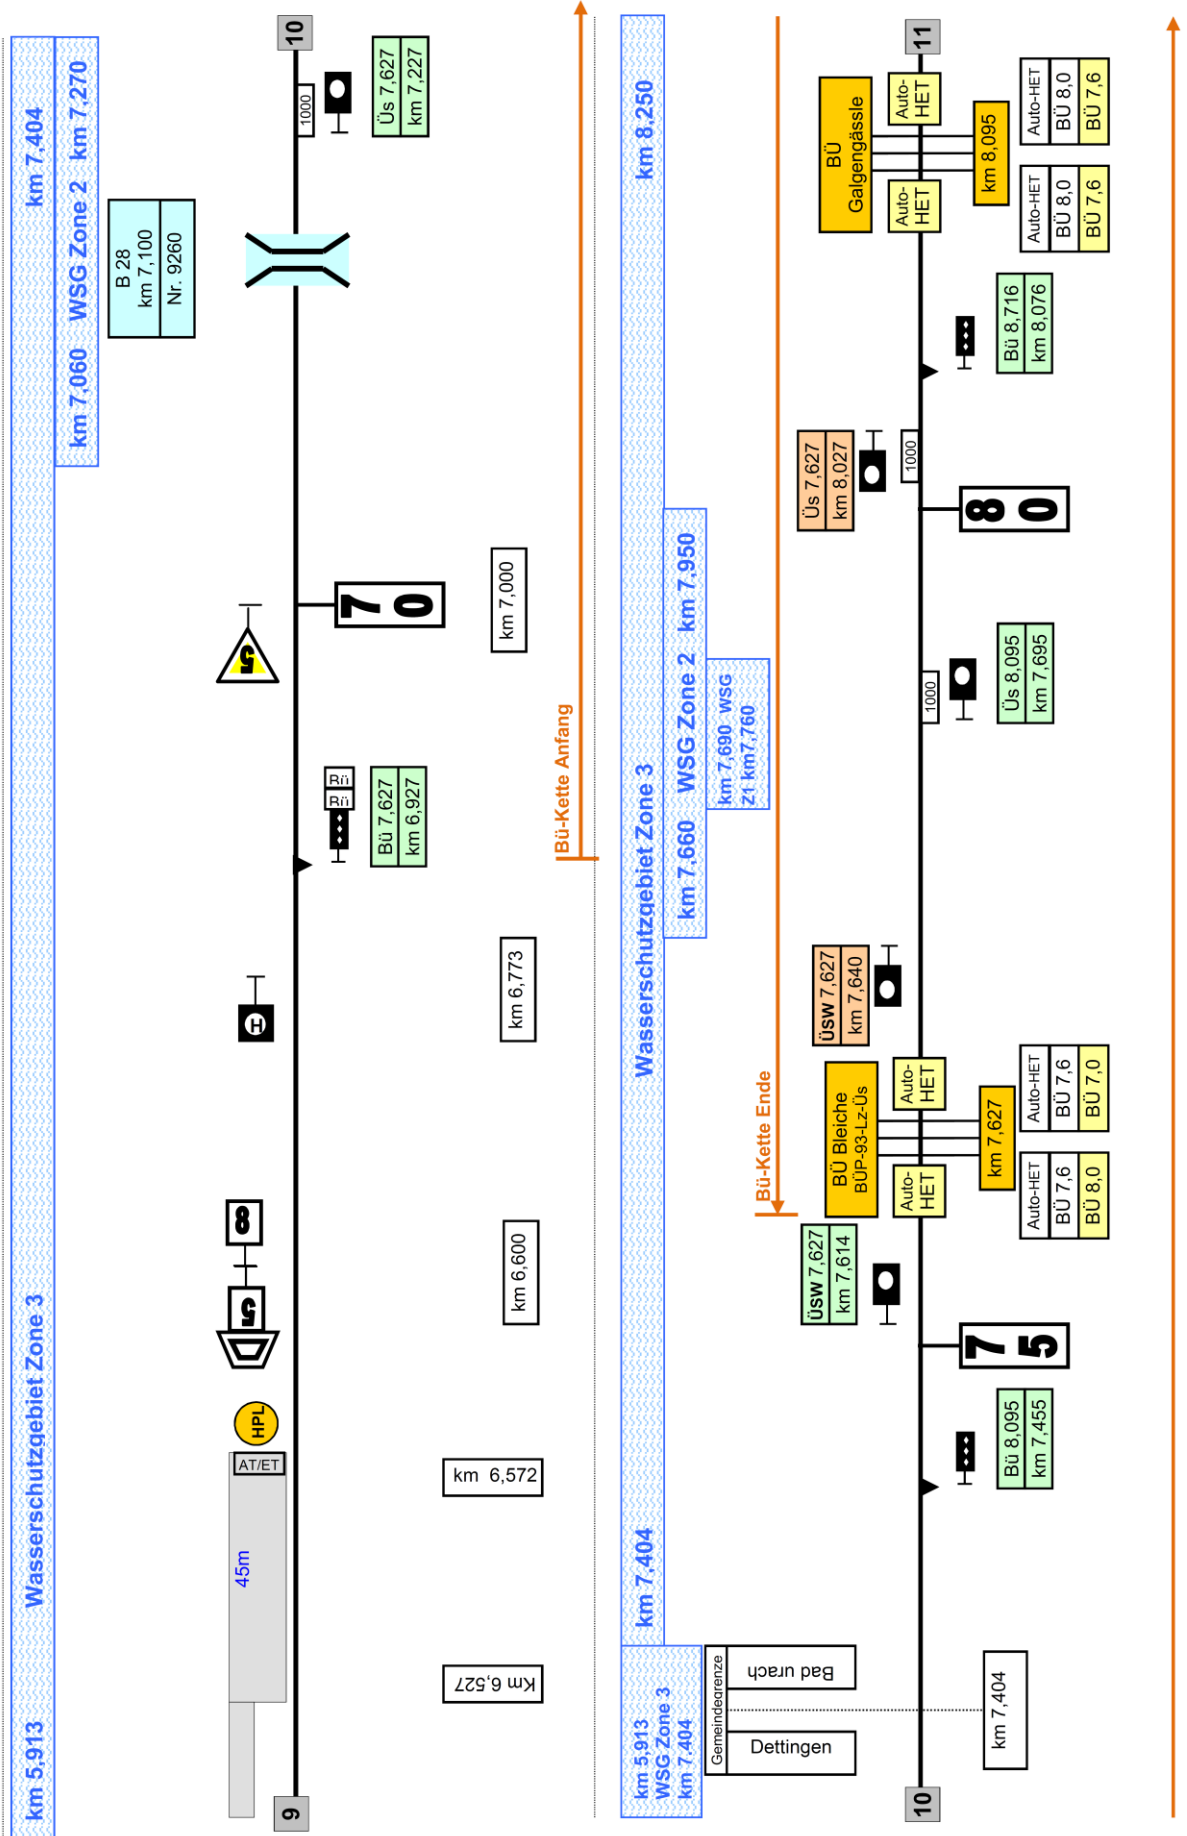 km 5,913 Wasserschutzgebiet Zone 3 km 7,404
km 7,060 WSG Zone 2 km 7,270
B 28
km 7,100
Nr. 9260
45m
AT/ET
HPL
5
8
H
5
9
10
1000
Üs 7,627
km 7,227
70
Bü
Bü
Bü 7,627
km 6,927
Km 6,527
km 6,572
km 6,600
km 6,773
km 7,000
Bü-Kette Anfang
km 5,913
WSG Zone 3
km 7.404
km 7,404 Wasserschutzgebiet Zone 3 km 8,250
km 7,660 WSG Zone 2 km 7,950
km 7,690 WSG
Z1 km7,760
Gemeindegrenze
Dettingen
Bad urach
km 7,404
Bü-Kette Ende
ÜSW 7,627
km 7,614
BÜ Bleiche
BÜP-93-Lz-Üs
ÜSW 7,627
km 7,640
Üs 7,627
km 8,027
BÜ
Galgengässle
10
Auto-
HET
Auto-
HET
1000
1000
Auto-
HET
Auto-
HET
11
Bü 8,095
km 7,455
75
km 7,627
Auto-HET
BÜ 7,6
BÜ 8,0
Auto-HET
BÜ 7,6
BÜ 7,0
Üs 8,095
km 7,695
80
Bü 8,716
km 8,076
km 8,095
Auto-HET
BÜ 8,0
BÜ 7,6
Auto-HET
BÜ 8,0
BÜ 7,6